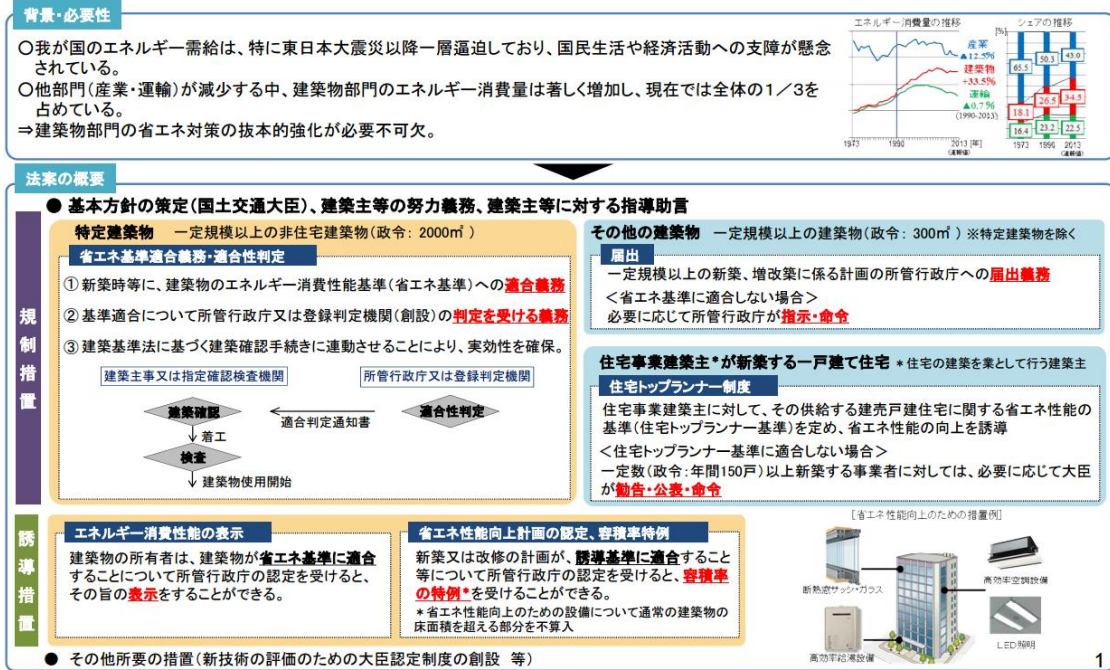 背景・必要性
○我が国のエネルギー需給は、特に東日本大震災以降一層逼迫しており、国民生活や経済活動への支障が懸念
されている。
○他部門(産業・運輸)が減少する中、建築物部門のエネルギー消費量は著しく増加し、現在では全体の1／3を
占めている。
⇒建築物部門の省エネ対策の抜本的強化が必要不可欠。
エネルギー消費量の推移
産業
▲12.5%
建築物
+33.5%
運輸
▲0.7%
(1990-2013)
1973 1990 2013 [年]
(速報値)
シェアの推移
[%]
65.5 50.3 43.0
18.1 26.5 34.5
16.4 23.2 22.5
1973 1990 2013
(速報値)
法案の概要
● 基本方針の策定(国土交通大臣)、建築主等の努力義務、建築主等に対する指導助言
規制措置
特定建築物 一定規模以上の非住宅建築物(政令: 2000㎡ )
省エネ基準適合義務・適合性判定
① 新築時等に、建築物のエネルギー消費性能基準(省エネ基準)への適合義務
② 基準適合について所管行政庁又は登録判定機関(創設)の判定を受ける義務
③ 建築基準法に基づく建築確認手続きに連動させることにより、実効性を確保。
建築主事又は指定確認検査機関
所管行政庁又は登録判定機関
建築確認
適合判定通知書
適合性判定
着工
検査
建築物使用開始
その他の建築物 一定規模以上の建築物(政令: 300㎡ ) ※特定建築物を除く
届出
一定規模以上の新築、増改築に係る計画の所管行政庁への届出義務
＜省エネ基準に適合しない場合＞
必要に応じて所管行政庁が指示・命令
住宅事業建築主*が新築する一戸建て住宅 *住宅の建築を業として行う建築主
住宅トップランナー制度
住宅事業建築主に対して、その供給する建売戸建住宅に関する省エネ性能の
基準(住宅トップランナー基準)を定め、省エネ性能の向上を誘導
＜住宅トップランナー基準に適合しない場合＞
一定数(政令:年間150戸)以上新築する事業者に対しては、必要に応じて大臣
が勧告・公表・命令
誘導措置
エネルギー消費性能の表示
建築物の所有者は、建築物が省エネ基準に適合
することについて所管行政庁の認定を受けると、
その旨の表示をすることができる。
省エネ性能向上計画の認定、容積率特例
新築又は改修の計画が、誘導基準に適合すること
等について所管行政庁の認定を受けると、容積率
の特例*を受けることができる。
*省エネ性能向上のための設備について通常の建築物の
床面積を超える部分を不算入
[省エネ性能向上のための措置例]
断熱窓サッシ・ガラス
高効率空調設備
高効率給湯設備
LED照明
● その他所要の措置(新技術の評価のための大臣認定制度の創設 等)
1